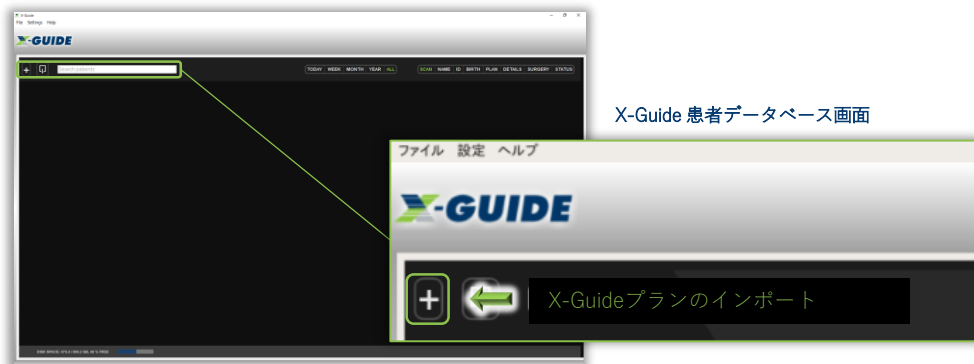 X-Guide
File Settings Help
X-GUIDE
Search patients
TODAY WEEK MONTH YEAR ALL
SCAN NAME ID BIRTH PLAN DETAILS SURGERY STATUS
X-Guide 患者データベース画面
ファイル 設定 ヘルプ
X-GUIDE
X-Guideプランのインポート